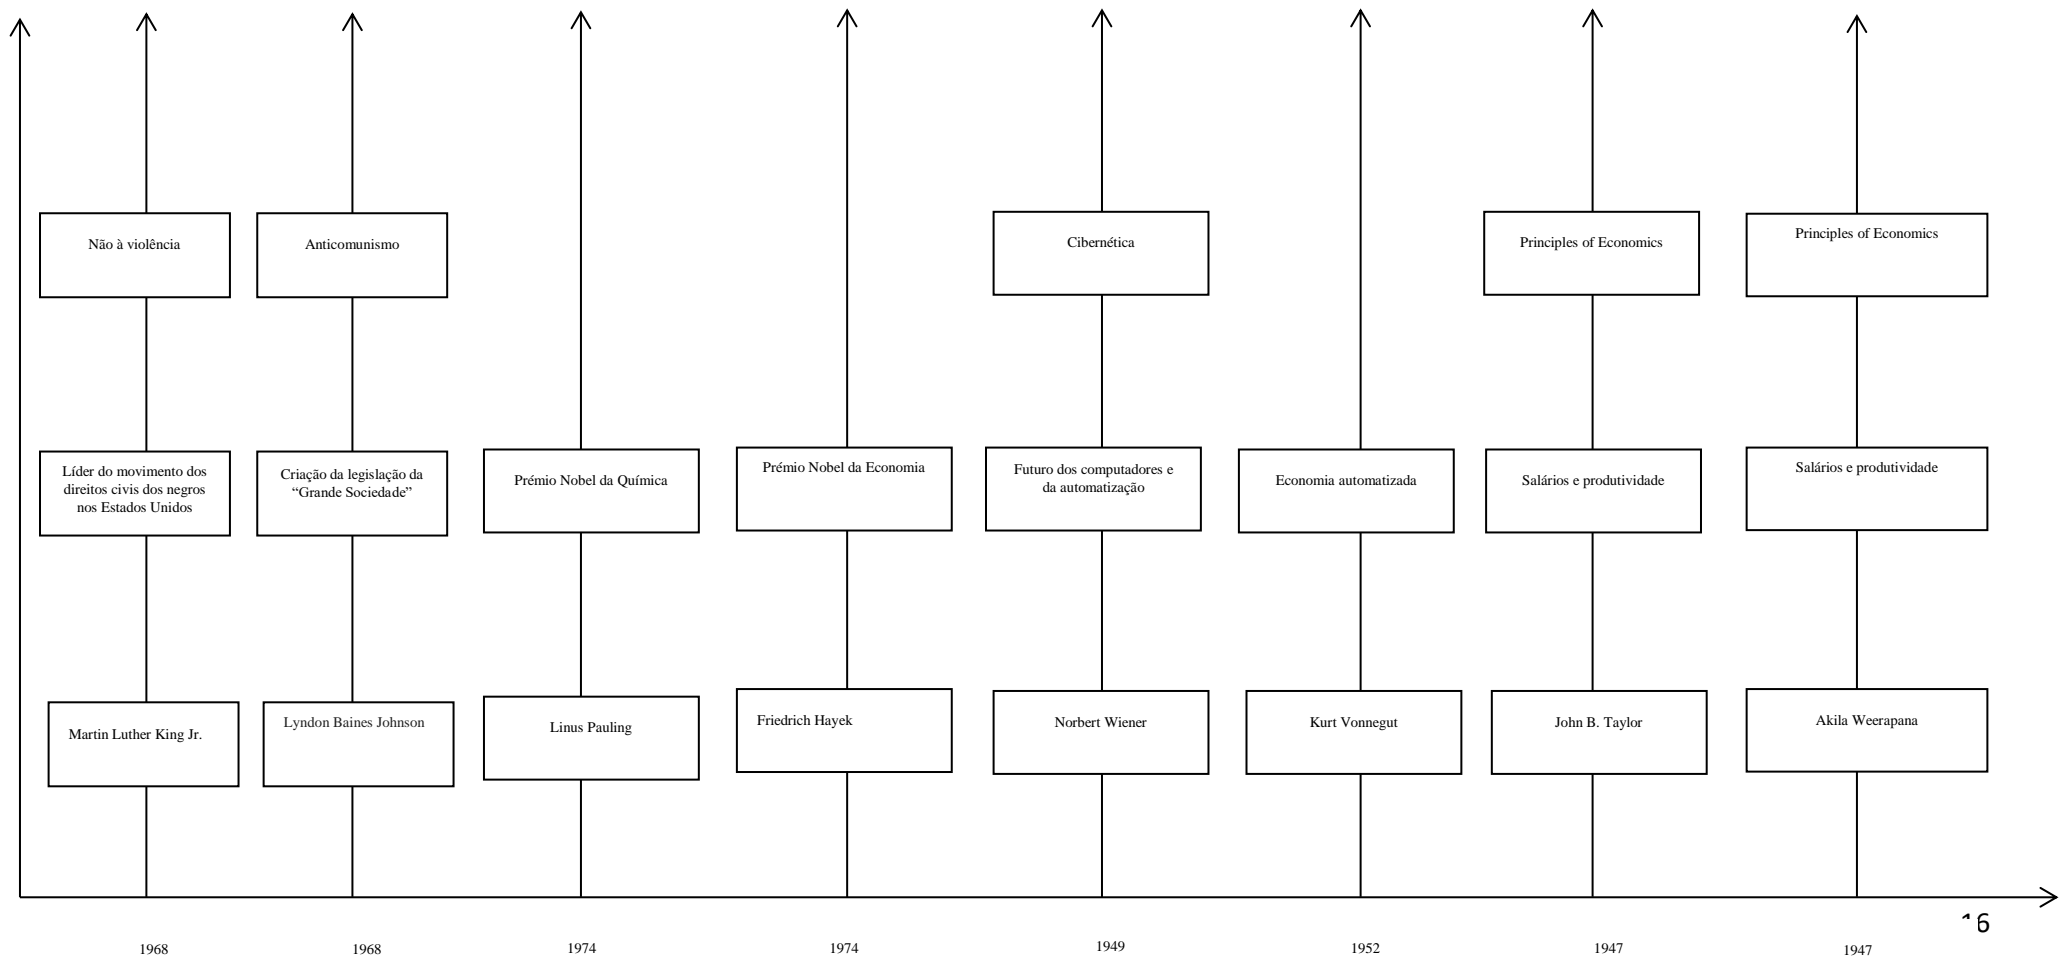 Não à violência
Anticomunismo
Cibernética
Principles of Economics
Principles of Economics
Líder do movimento dos
direitos civis dos negros
nos Estados Unidos
Criação da legislação da
“Grande Sociedade”
Prémio Nobel da Química
Prémio Nobel da Economia
Futuro dos computadores e
da automatização
Economia automatizada
Salários e produtividade
Salários e produtividade
Martin Luther King Jr.
Lyndon Baines Johnson
Linus Pauling
Friedrich Hayek
Norbert Wiener
Kurt Vonnegut
John B. Taylor
Akila Weerapana
16
1968
1968
1974
1974
1949
1952
1947
1947